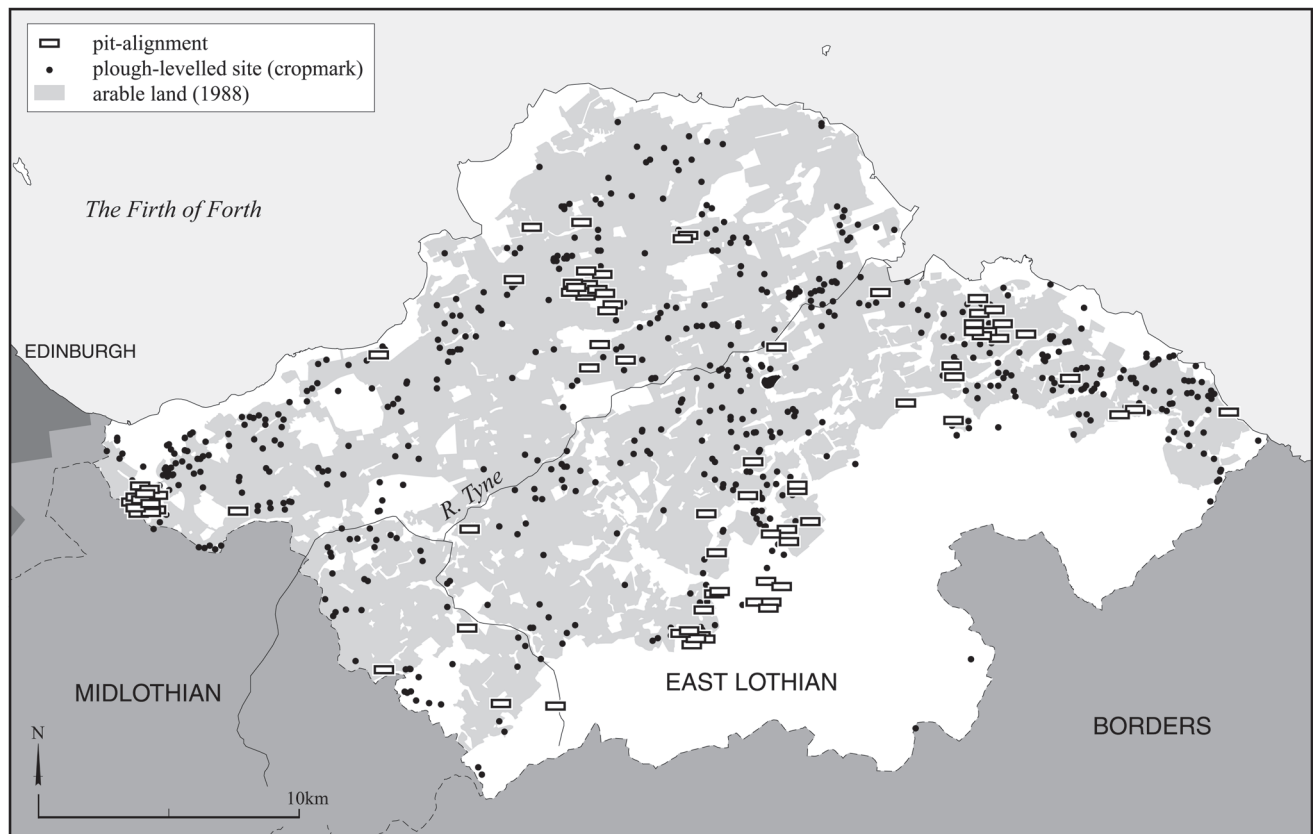 pit-alignment
plough-levelled site (cropmark)
arable land (1988)
The Firth of Forth
EDINBURGH
R. Tyne
MIDLOTHIAN
EAST LOTHIAN
BORDERS
N
10km